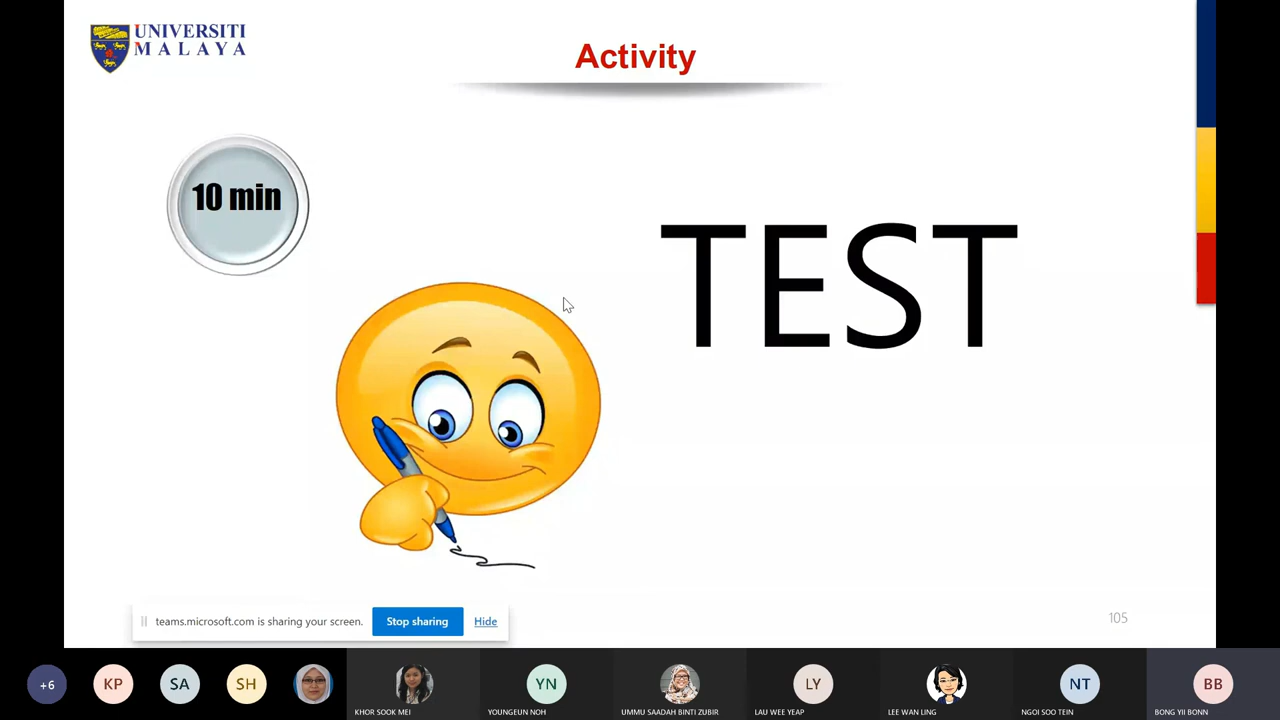 UNIVERSITI
MALAYA
Activity
10 min
TEST
teams.microsoft.com is sharing your screen. Stop sharing Hide
105
+6 KP SA SH YN LY NT BB
KHOR SOOK MEI YOUNGEUN NOH UMMU SAADAH BINTI ZUBIR LAU WEE YEAP LEE WAN LING NGOI SOO TEIN BONG YII BONN